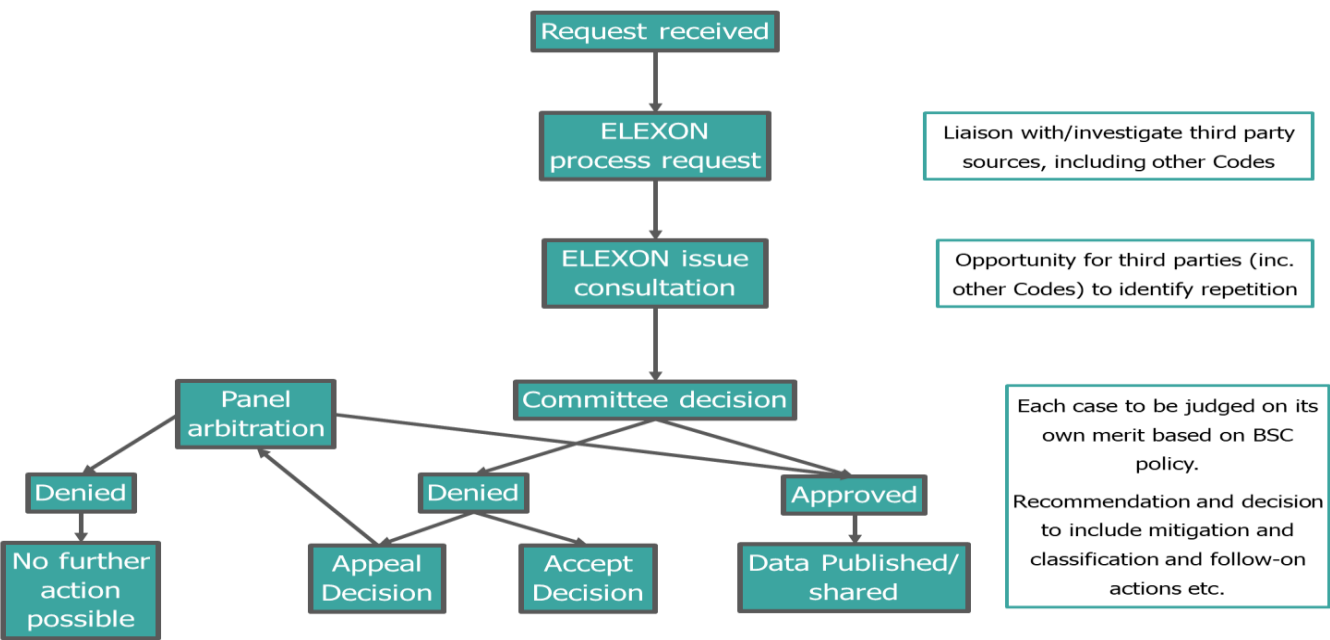 Request received
ELEXON
process request
Liaison with/investigate third party
sources, including other Codes
ELEXON issue
consultation
Opportunity for third parties (inc.
other Codes) to identify repetition
Panel
arbitration
Committee decision
Each case to be judged on its
own merit based on BSC
policy.
Recommendation and decision
to include mitigation and
classification and follow-on
actions etc.
Denied
Denied
Approved
No further
action
possible
Appeal
Decision
Accept
Decision
Data Published/
shared